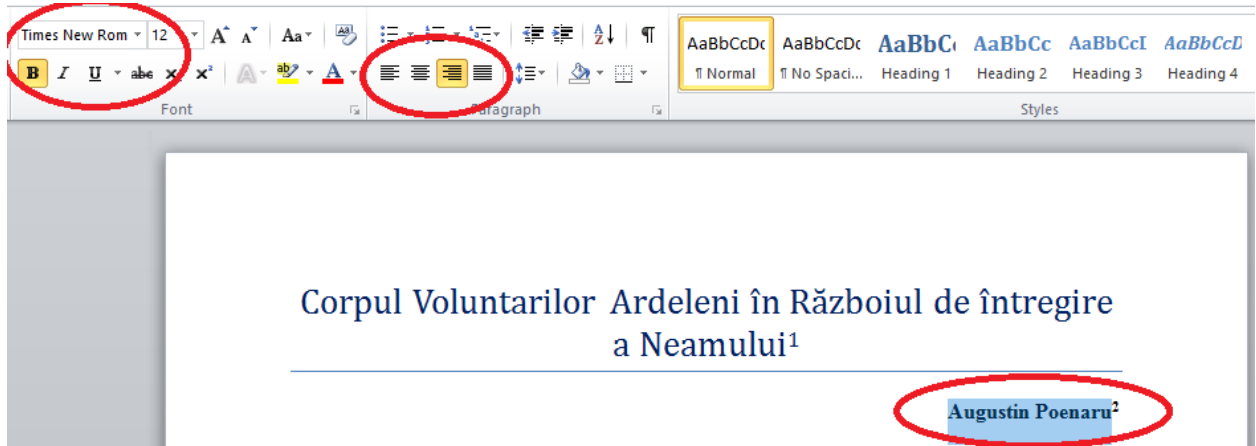 Times New Rom 12 A A Aa
B I U abc x x² A ab A
Font
Paragraph
AaBbCcDc AaBbCcDc AaBbC AaBbCc AaBbCcI AaBbCcD
¶ Normal ¶ No Spaci... Heading 1 Heading 2 Heading 3 Heading 4
Styles
Corpul Voluntarilor Ardeleni în Războiul de întregire
a Neamului¹
Augustin Poenaru²